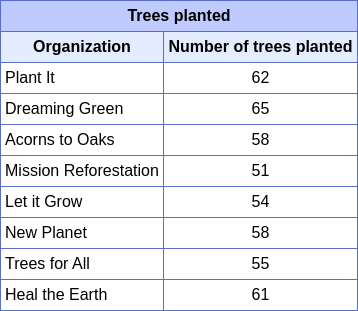 Trees planted
Organization Number of trees planted
Plant It 62
Dreaming Green 65
Acorns to Oaks 58
Mission Reforestation 51
Let it Grow 54
New Planet 58
Trees for All 55
Heal the Earth 61